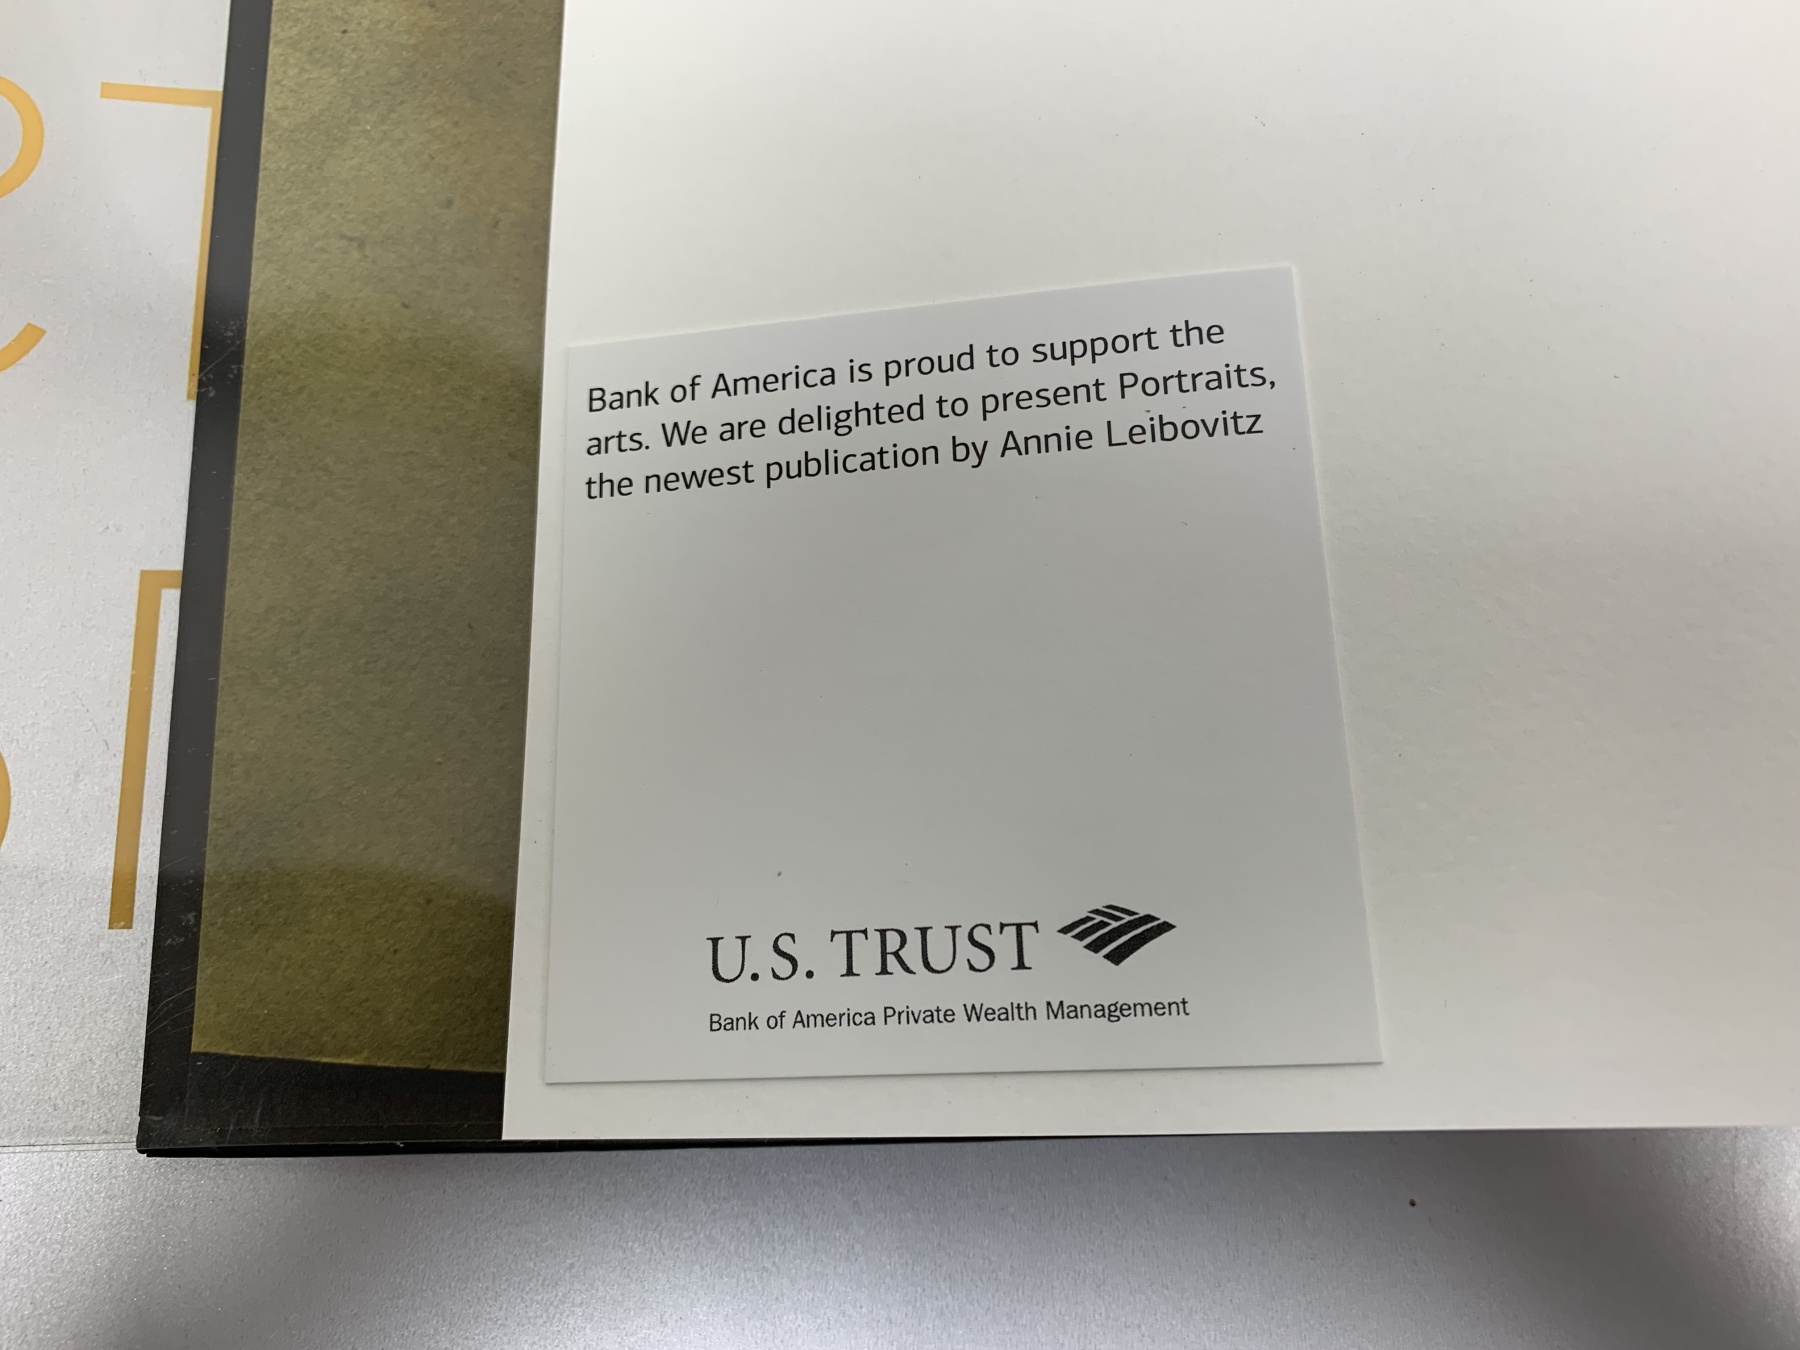 Bank of America is proud to support the
arts. We are delighted to present Portraits,
the newest publication by Annie Leibovitz
U.S. TRUST
Bank of America Private Wealth Management